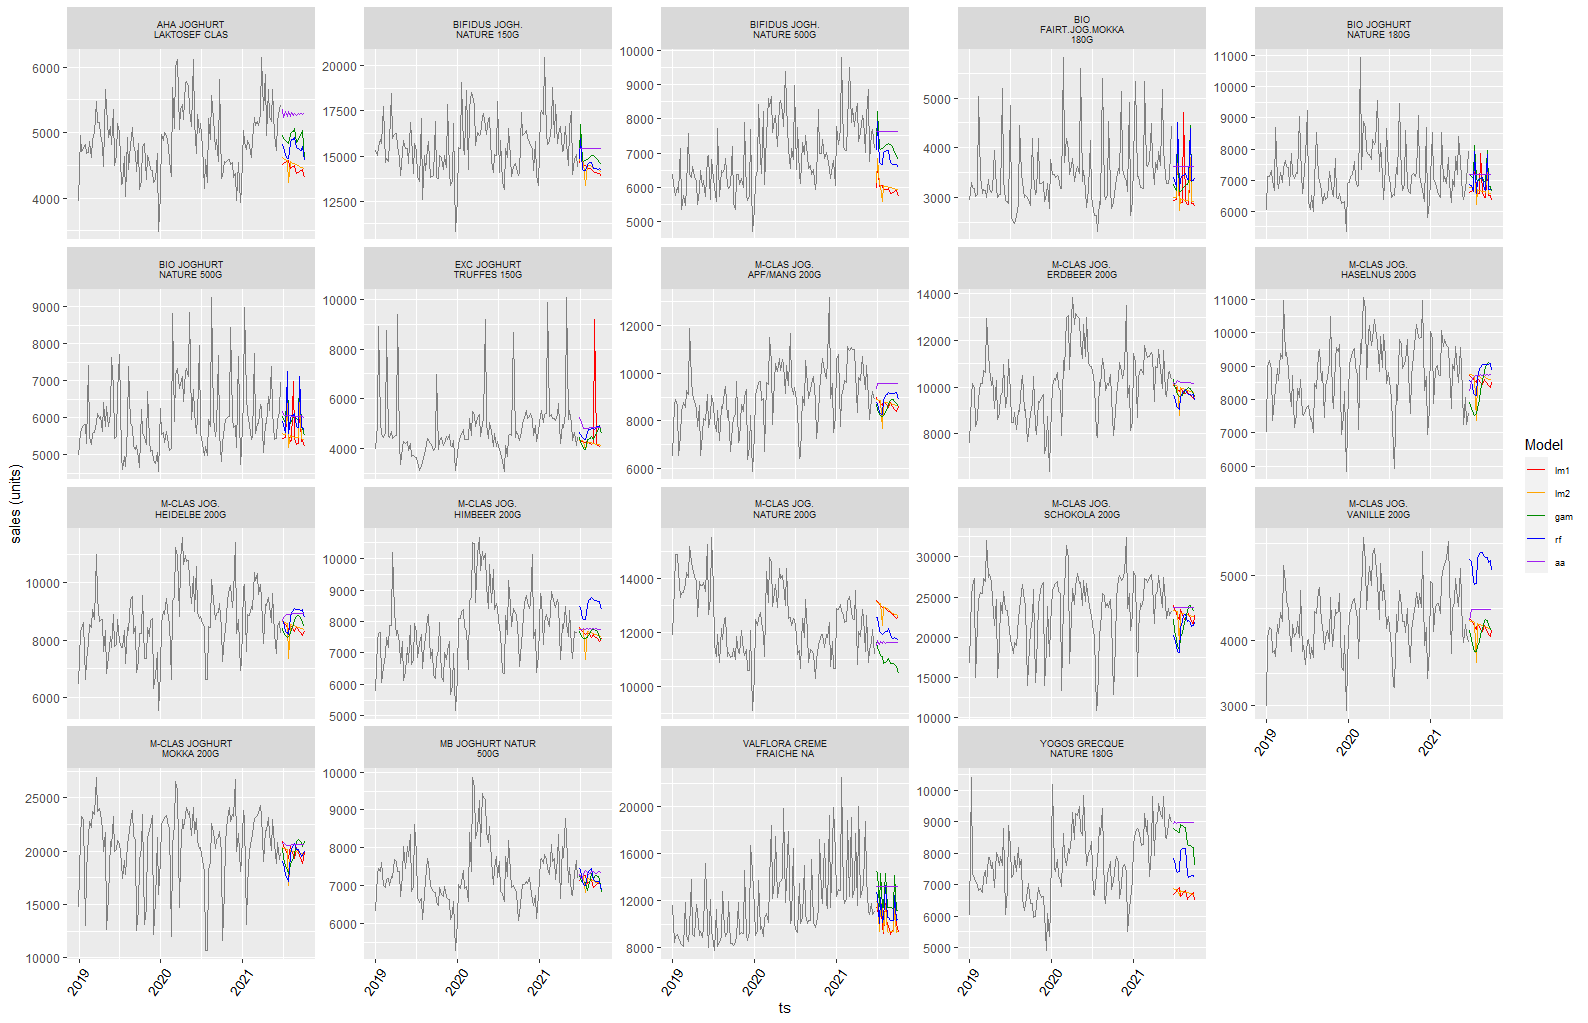 AHA JOGHURT
LAKTOSEF CLAS
6000
5000
4000
BIFIDUS JOGH.
NATURE 150G
20000
17500
15000
12500
BIFIDUS JOGH.
NATURE 500G
10000
9000
8000
7000
6000
5000
BIO
FAIRT.JOG.MOKKA
180G
5000
4000
3000
BIO JOGHURT
NATURE 180G
11000
10000
9000
8000
7000
6000
BIO JOGHURT
NATURE 500G
9000
8000
7000
6000
5000
EXC JOGHURT
TRUFFES 150G
10000
8000
6000
4000
M-CLAS JOG.
APF/MANG 200G
12000
10000
8000
6000
M-CLAS JOG.
ERDBEER 200G
14000
12000
10000
8000
M-CLAS JOG.
HASELNUS 200G
11000
10000
9000
8000
7000
6000
M-CLAS JOG.
HEIDELBE 200G
10000
8000
6000
M-CLAS JOG.
HIMBEER 200G
10000
9000
8000
7000
6000
5000
M-CLAS JOG.
NATURE 200G
14000
12000
10000
M-CLAS JOG.
SCHOKOLA 200G
30000
25000
20000
15000
10000
M-CLAS JOG.
VANILLE 200G
5000
4000
3000
2019
2020
2021
M-CLAS JOGHURT
MOKKA 200G
25000
20000
15000
10000
2019
2020
2021
MB JOGHURT NATUR
500G
10000
9000
8000
7000
6000
2019
2020
2021
VALFLORA CREME
FRAICHE NA
20000
16000
12000
8000
2019
2020
2021
YOGOS GRECQUE
NATURE 180G
10000
9000
8000
7000
6000
5000
2019
2020
2021
sales (units)
ts
Model
lm1
lm2
gam
rf
aa